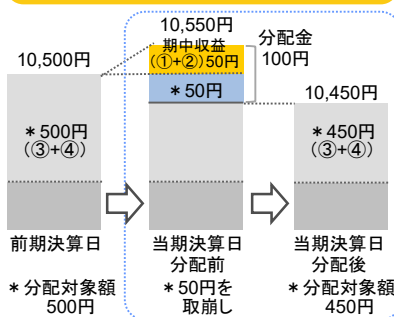 10,550円
期中収益
(①+②)50円
分配金
100円
10,500円
＊50円
10,450円
＊500円
(③+④)
＊450円
(③+④)
前期決算日
当期決算日
分配前
当期決算日
分配後
＊分配対象額
500円
＊50円を
取崩し
＊分配対象額
450円